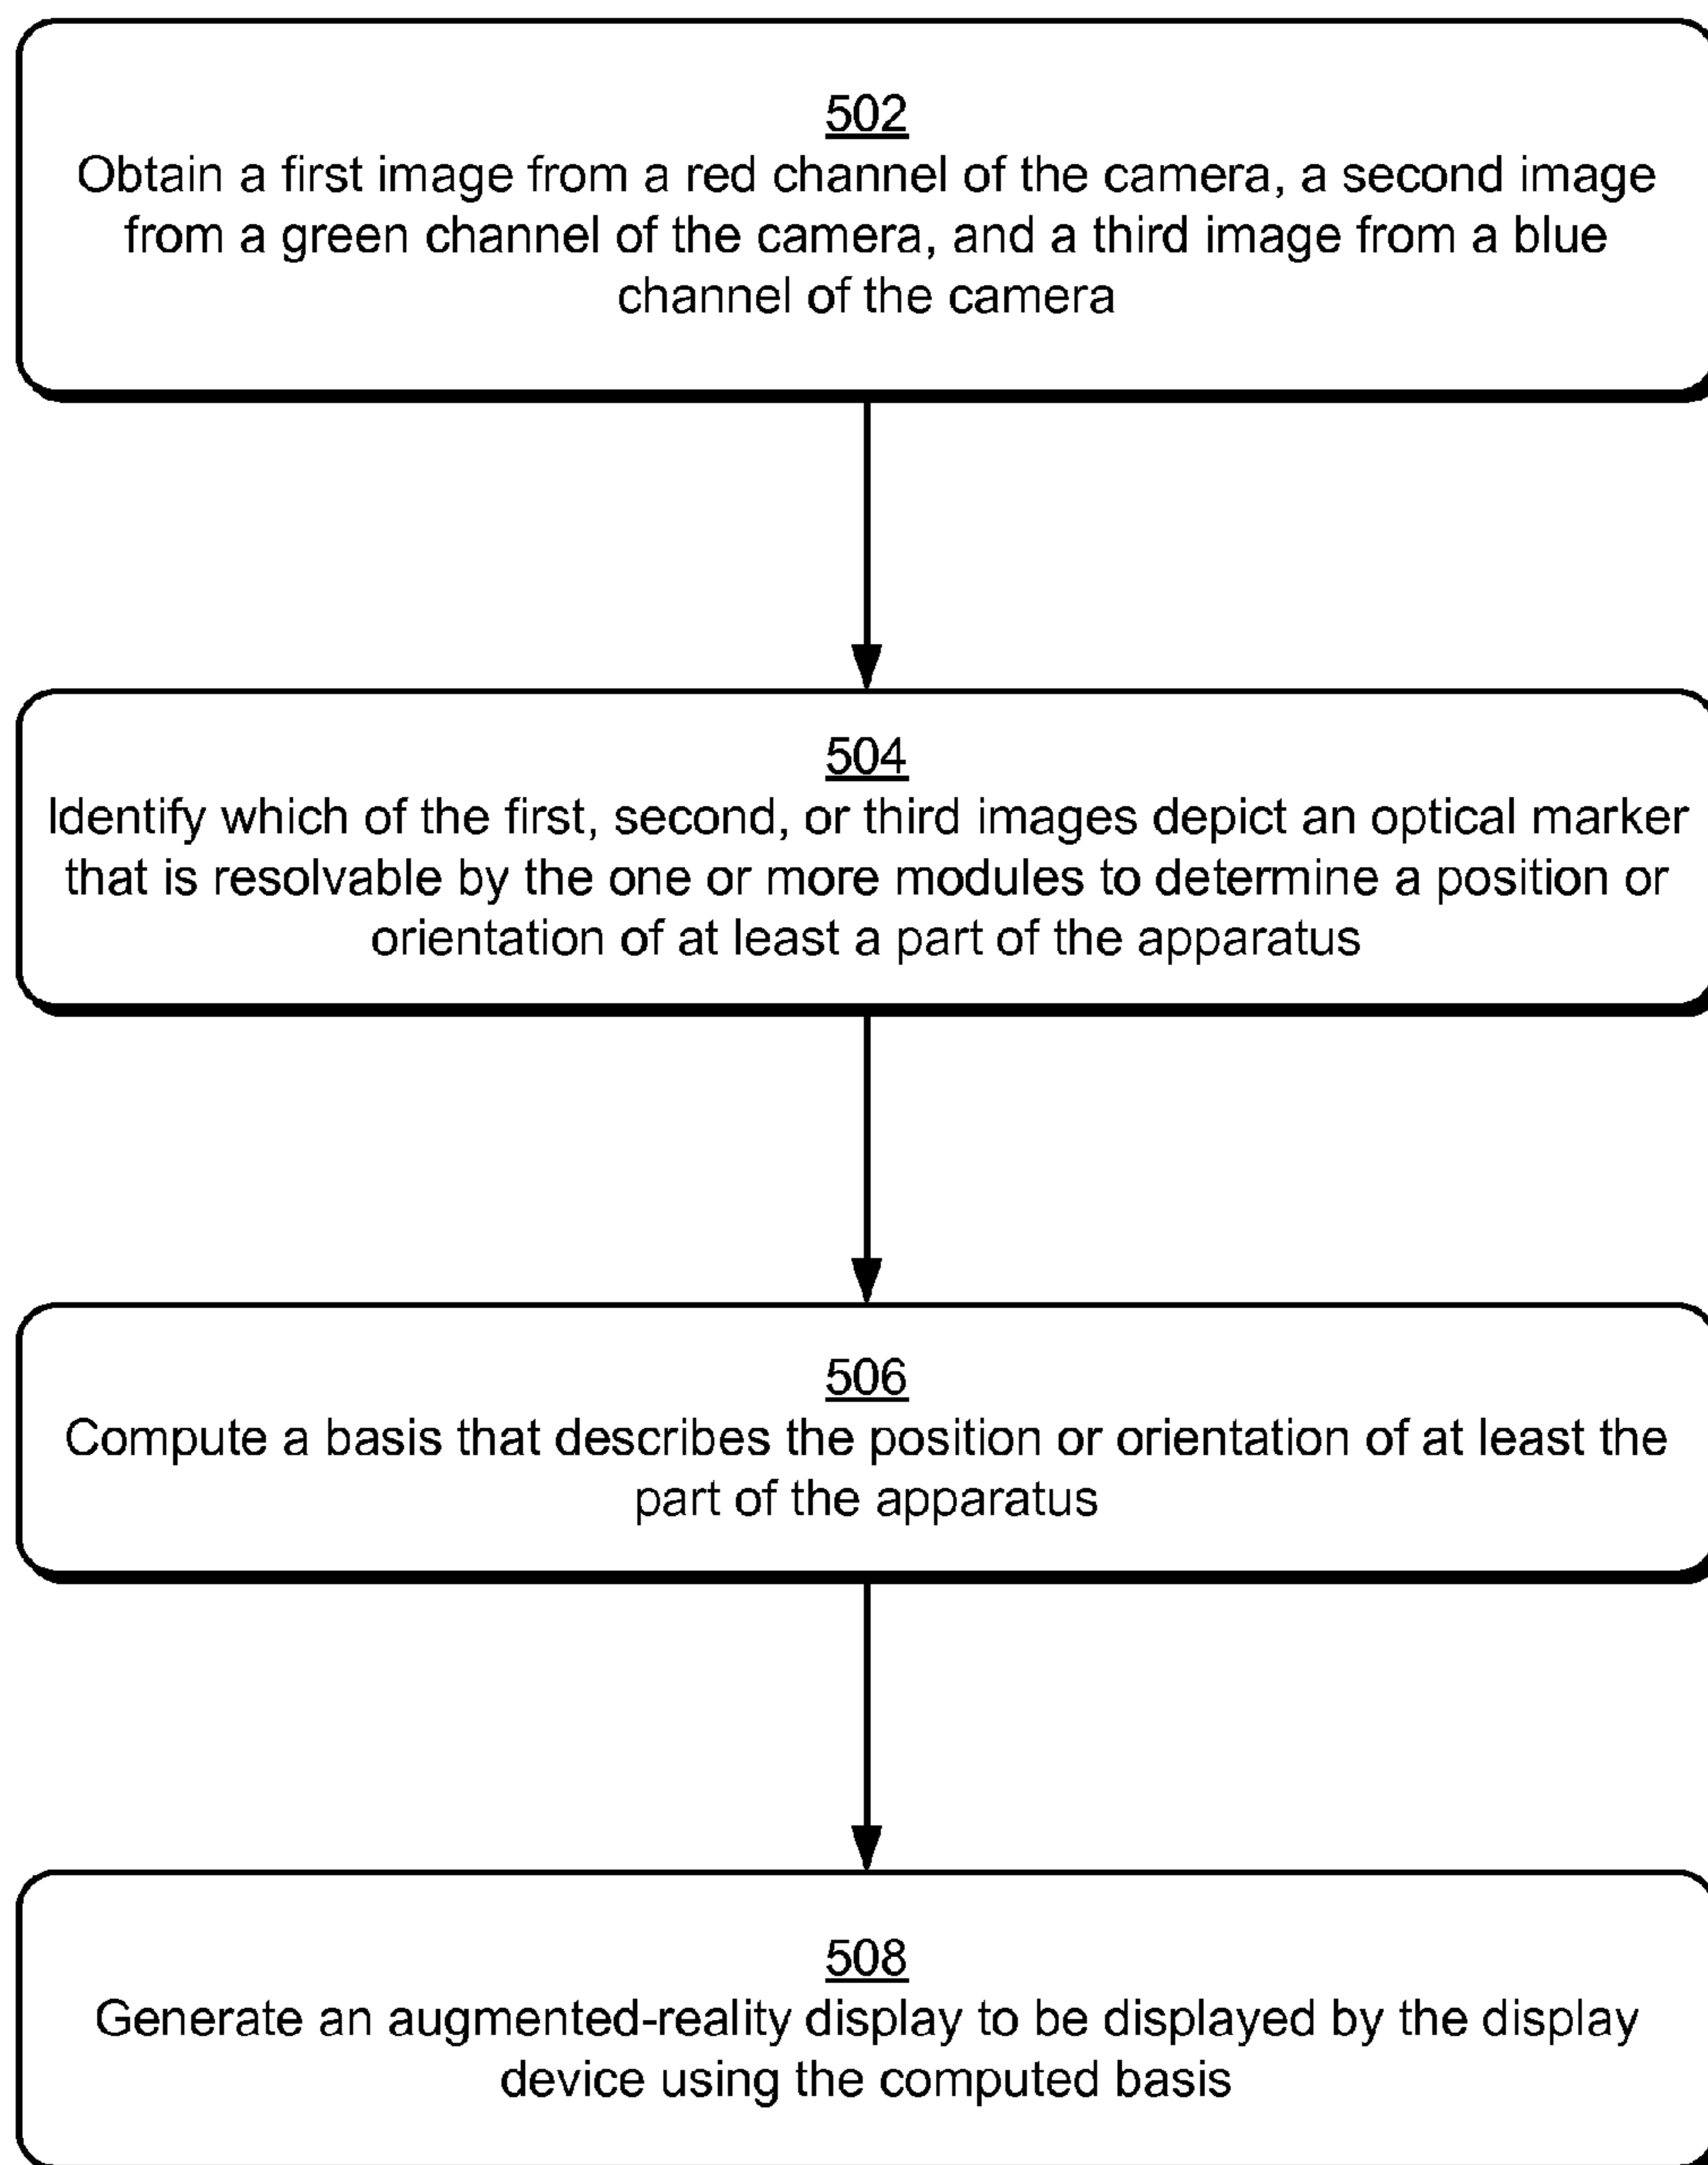 502
Obtain a first image from a red channel of the camera, a second image
from a green channel of the camera, and a third image from a blue
channel of the camera
504
Identify which of the first, second, or third images depict an optical marker
that is resolvable by the one or more modules to determine a position or
orientation of at least a part of the apparatus
506
Compute a basis that describes the position or orientation of at least the
part of the apparatus
508
Generate an augmented-reality display to be displayed by the display
device using the computed basis